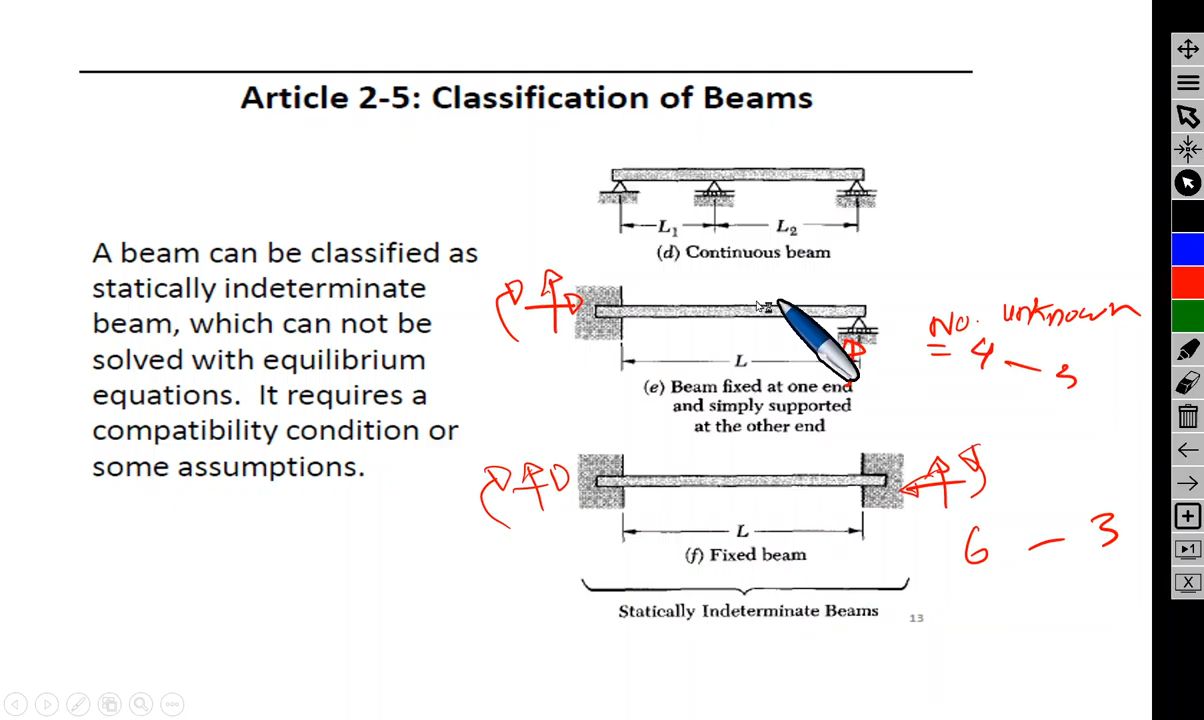 Article 2-5: Classification of Beams
A beam can be classified as
statically indeterminate
beam, which can not be
solved with equilibrium
equations. It requires a
compatibility condition or
some assumptions.
L1
L2
(d) Continuous beam
L
(e) Beam fixed at one end
and simply supported
at the other end
No. unknown
= 4 — 3
L
(f) Fixed beam
6 — 3
Statically Indeterminate Beams
13